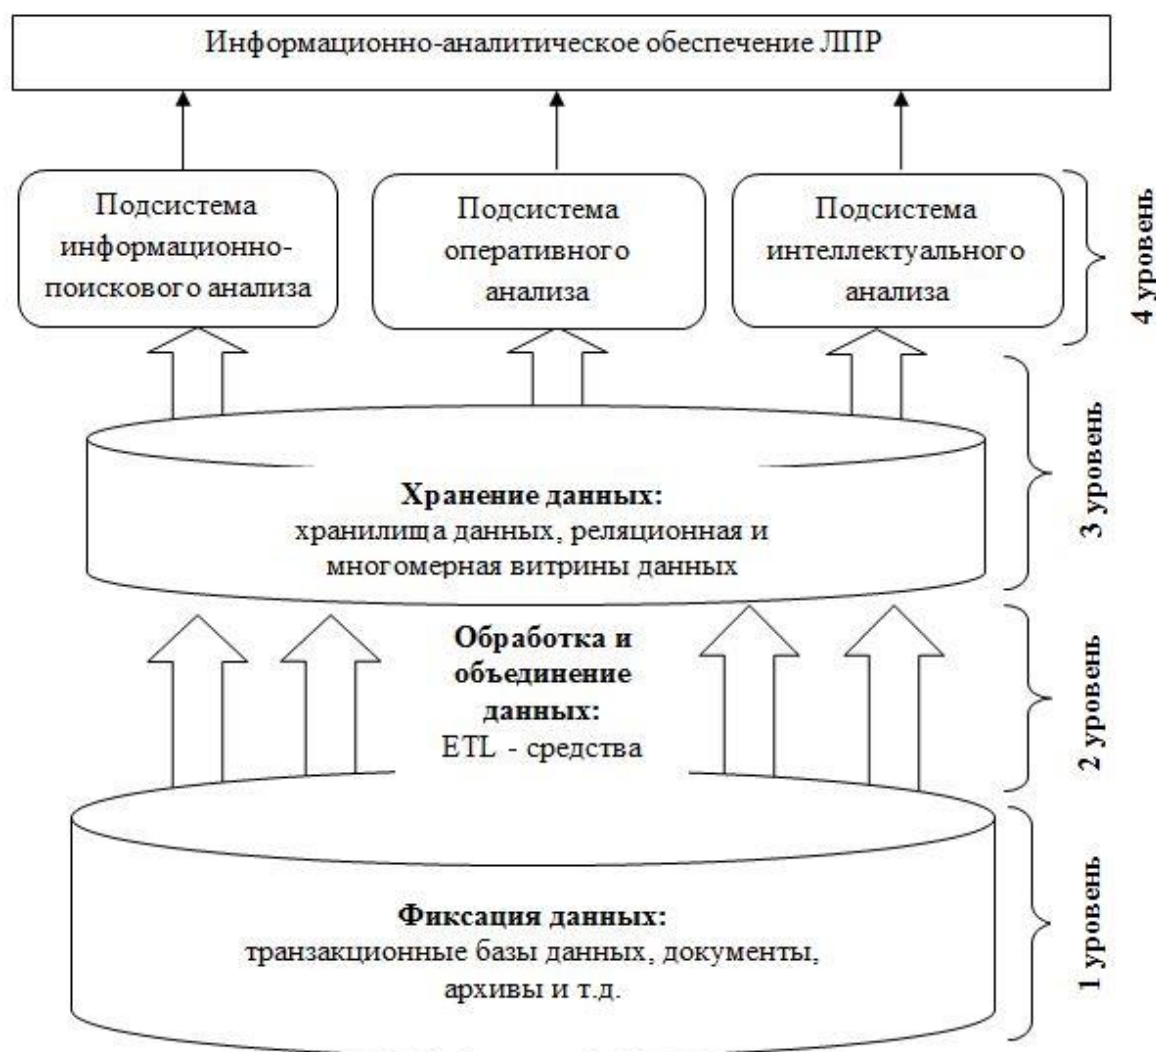 Информационно-аналитическое обеспечение ЛПР
Подсистема
информационно-
поискового анализа
Подсистема
оперативного
анализа
Подсистема
интеллектуального
анализа
4 уровень
Хранение данных:
хранилища данных, реляционная и
многомерная витрины данных
3 уровень
Обработка и
объединение
данных:
ETL - средства
2 уровень
Фиксация данных:
транзакционные базы данных, документы,
архивы и т.д.
1 уровень